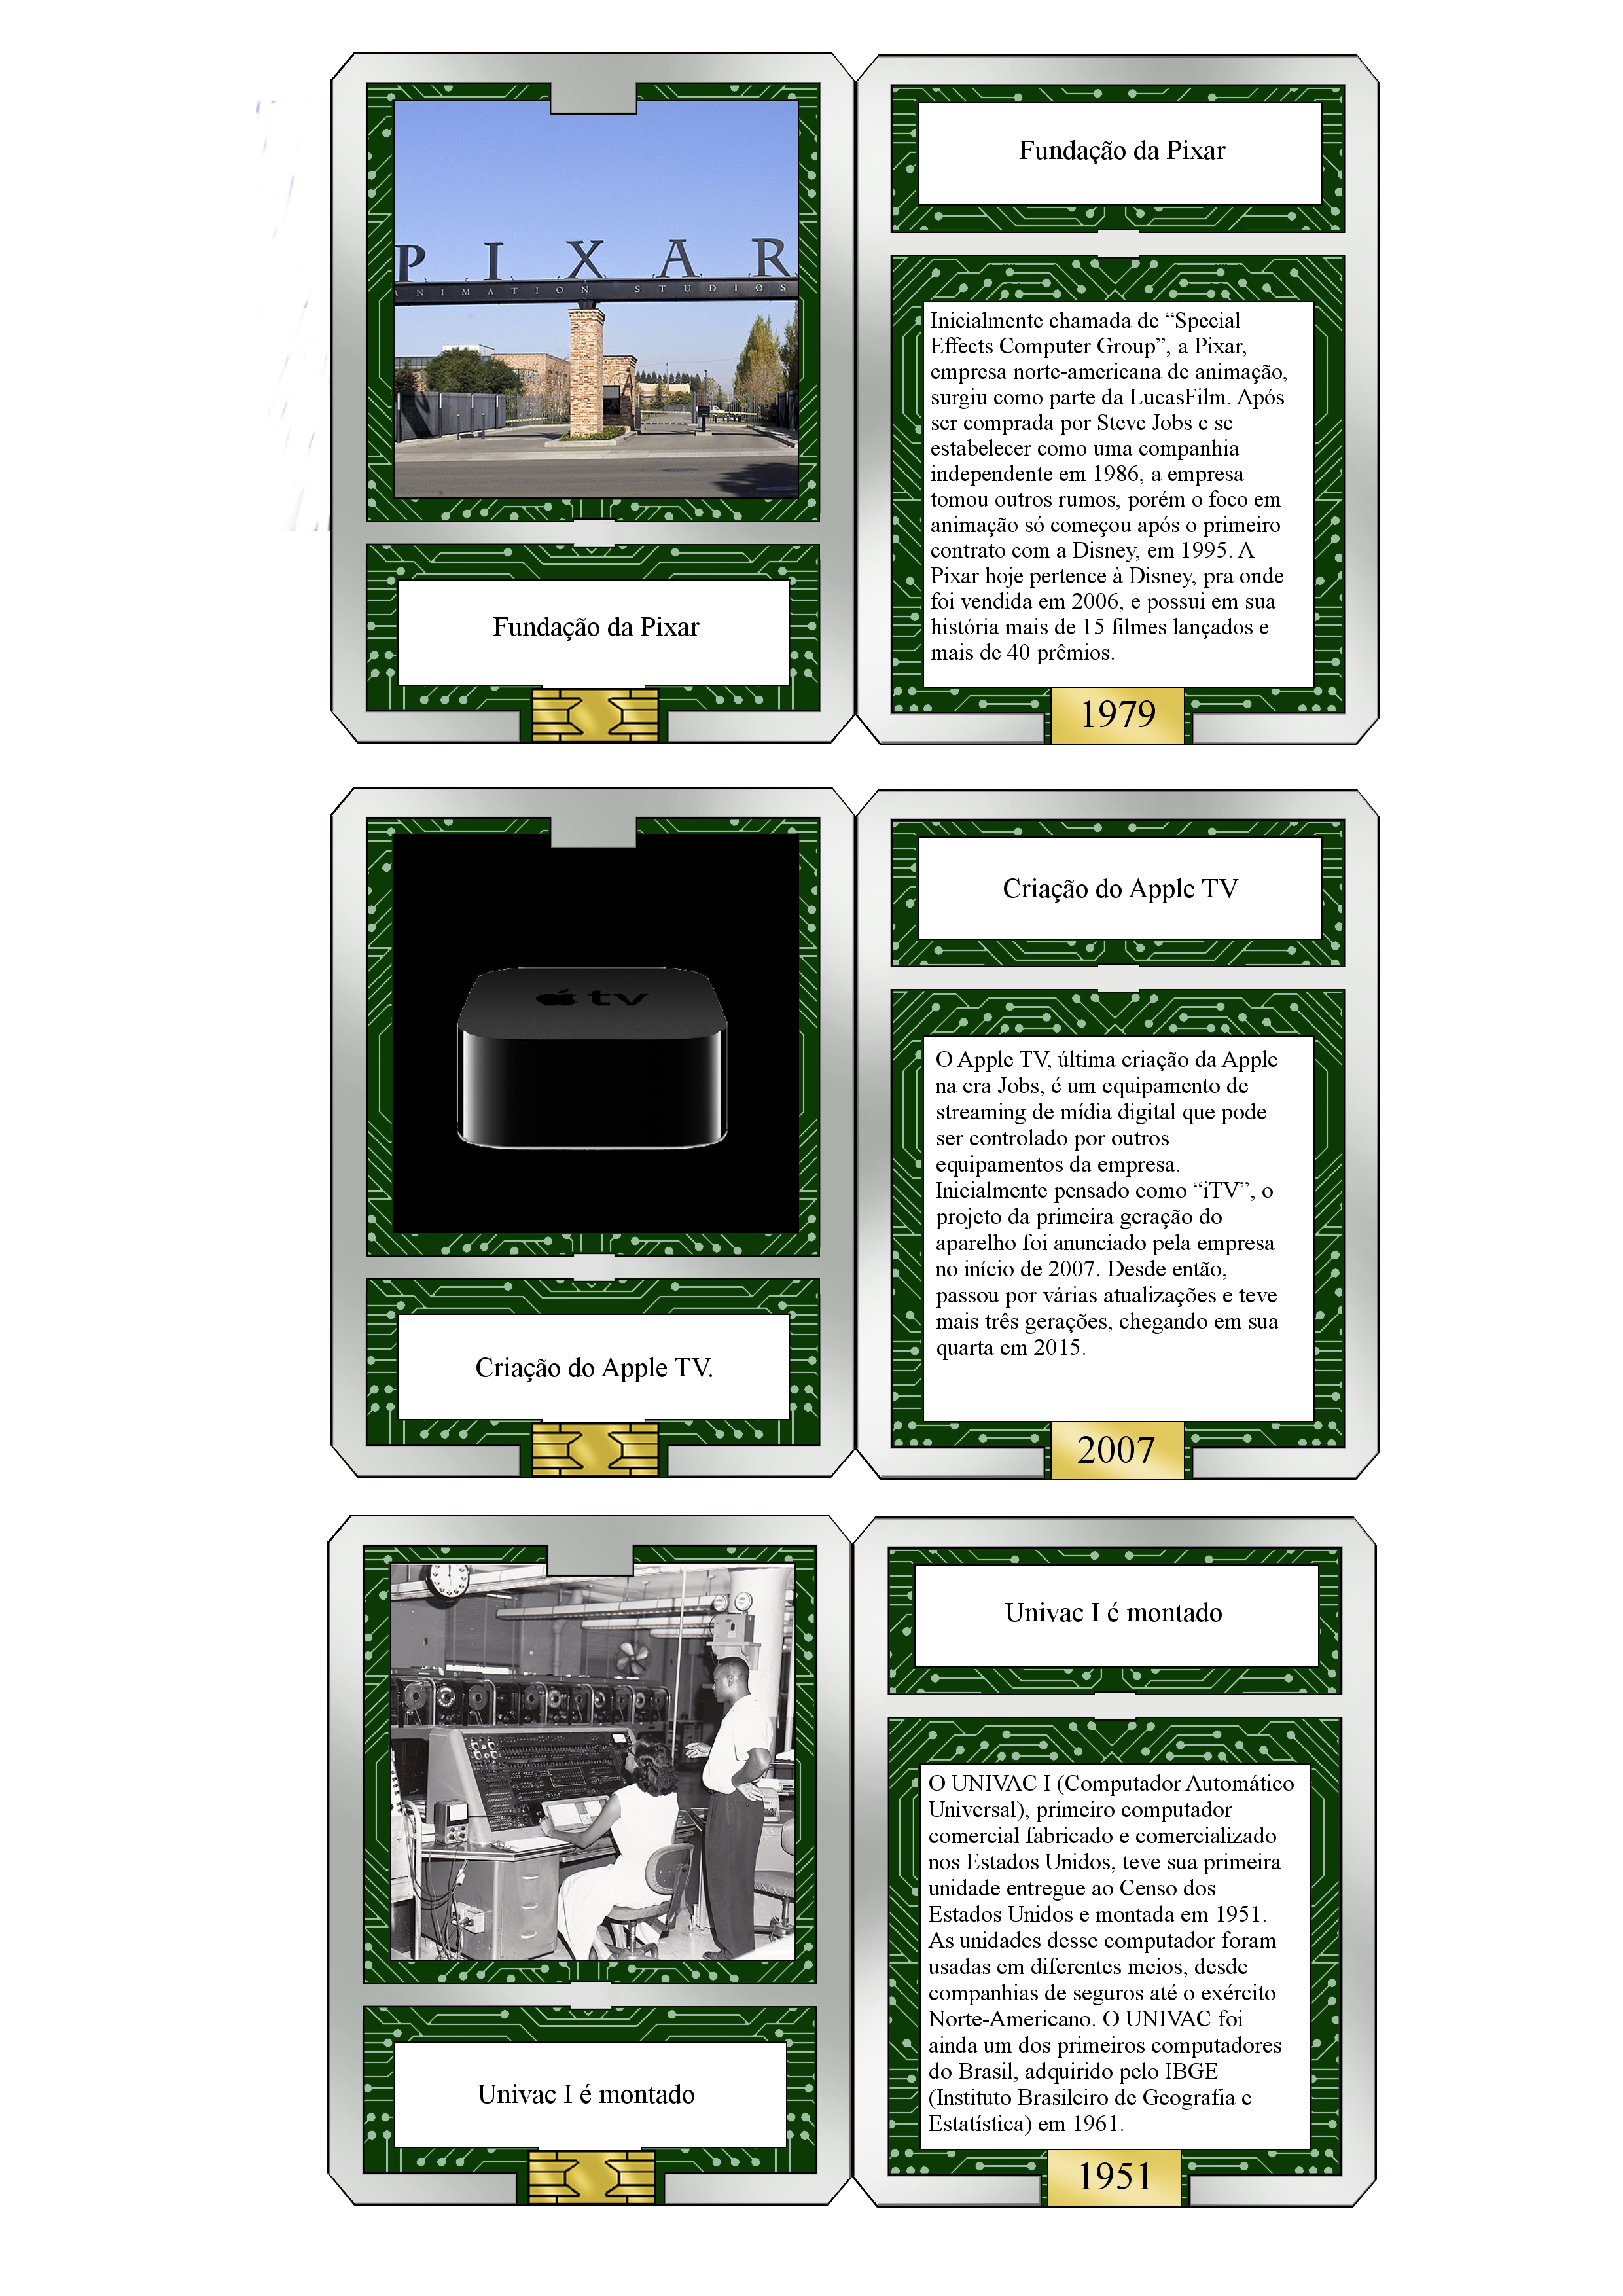 PIXAR
ANIMATION STUDIOS
Fundação da Pixar
Fundação da Pixar
Inicialmente chamada de “Special
Effects Computer Group”, a Pixar,
empresa norte-americana de animação,
surgiu como parte da LucasFilm. Após
ser comprada por Steve Jobs e se
estabelecer como uma companhia
independente em 1986, a empresa
tomou outros rumos, porém o foco em
animação só começou após o primeiro
contrato com a Disney, em 1995. A
Pixar hoje pertence à Disney, pra onde
foi vendida em 2006, e possui em sua
história mais de 15 filmes lançados e
mais de 40 prêmios.
1979
tv
Criação do Apple TV.
Criação do Apple TV
O Apple TV, última criação da Apple
na era Jobs, é um equipamento de
streaming de mídia digital que pode
ser controlado por outros
equipamentos da empresa.
Inicialmente pensado como “iTV”, o
projeto da primeira geração do
aparelho foi anunciado pela empresa
no início de 2007. Desde então,
passou por várias atualizações e teve
mais três gerações, chegando em sua
quarta em 2015.
2007
Univac I é montado
Univac I é montado
O UNIVAC I (Computador Automático
Universal), primeiro computador
comercial fabricado e comercializado
nos Estados Unidos, teve sua primeira
unidade entregue ao Censo dos
Estados Unidos e montada em 1951.
As unidades desse computador foram
usadas em diferentes meios, desde
companhias de seguros até o exército
Norte-Americano. O UNIVAC foi
ainda um dos primeiros computadores
do Brasil, adquirido pelo IBGE
(Instituto Brasileiro de Geografia e
Estatística) em 1961.
1951